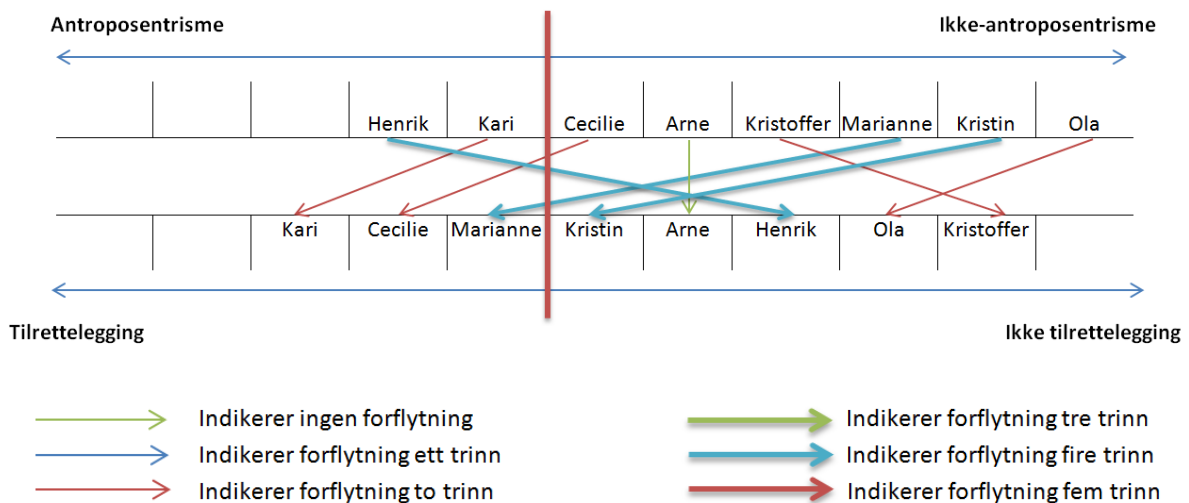 Antroposentrisme Ikke-antroposentrisme
Henrik Kari Cecilie Arne Kristoffer Marianne Kristin Ola
Kari Cecilie Marianne Kristin Arne Henrik Ola Kristoffer
Tilrettelegging Ikke tilrettelegging
Indikerer ingen forflytning Indikerer forflytning tre trinn
Indikerer forflytning ett trinn Indikerer forflytning fire trinn
Indikerer forflytning to trinn Indikerer forflytning fem trinn